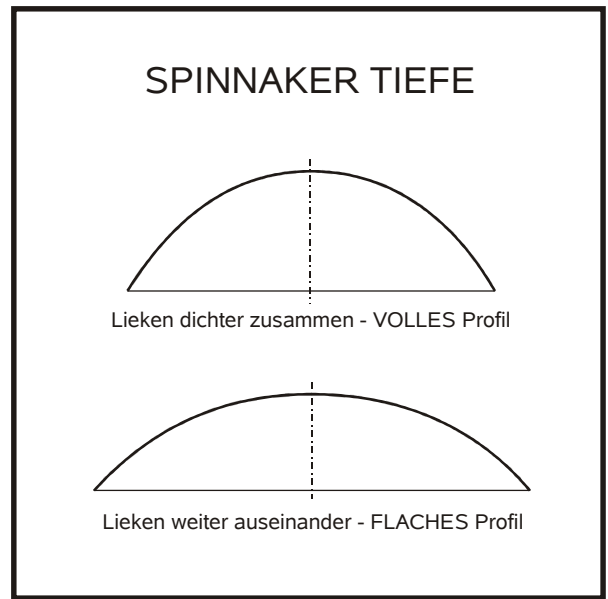 SPINNAKER TIEFE
Lieken dichter zusammen - VOLLES Profil
Lieken weiter auseinander - FLACHES Profil